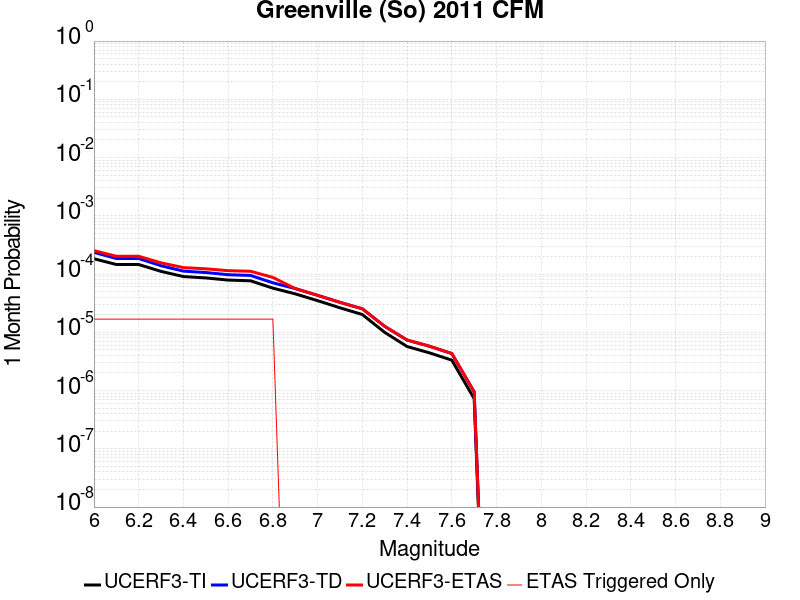 Greenville (So) 2011 CFM
10^0
10^-1
10^-2
10^-3
10^-4
10^-5
10^-6
10^-7
10^-8
1 Month Probability
6 6.2 6.4 6.6 6.8 7 7.2 7.4 7.6 7.8 8 8.2 8.4 8.6 8.8 9
Magnitude
UCERF3-TI UCERF3-TD UCERF3-ETAS ETAS Triggered Only